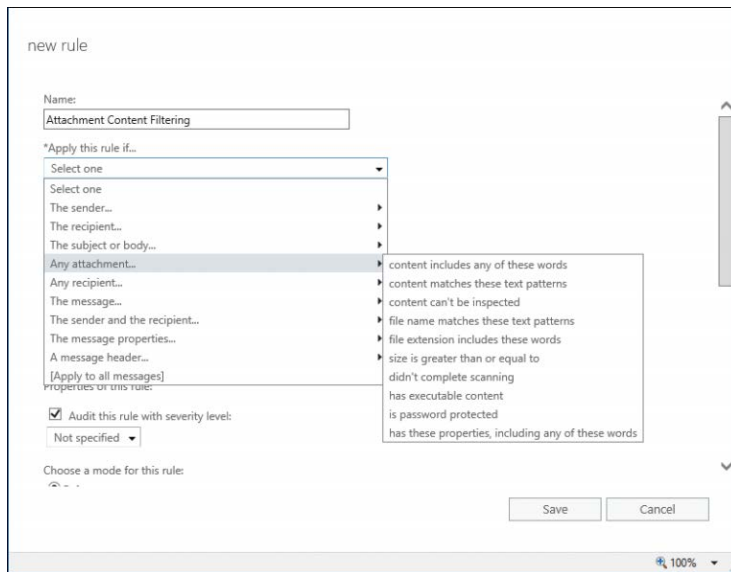 new rule
Name:
Attachment Content Filtering
*Apply this rule if...
Select one
Select one
The sender...
The recipient...
The subject or body...
Any attachment...
Any recipient...
The message...
The sender and the recipient...
The message properties...
A message header...
[Apply to all messages]
content includes any of these words
content matches these text patterns
content can't be inspected
file name matches these text patterns
file extension includes these words
size is greater than or equal to
didn't complete scanning
has executable content
is password protected
has these properties, including any of these words
Properties of this rule:
Audit this rule with severity level:
Not specified
Choose a mode for this rule:
Save Cancel
100%